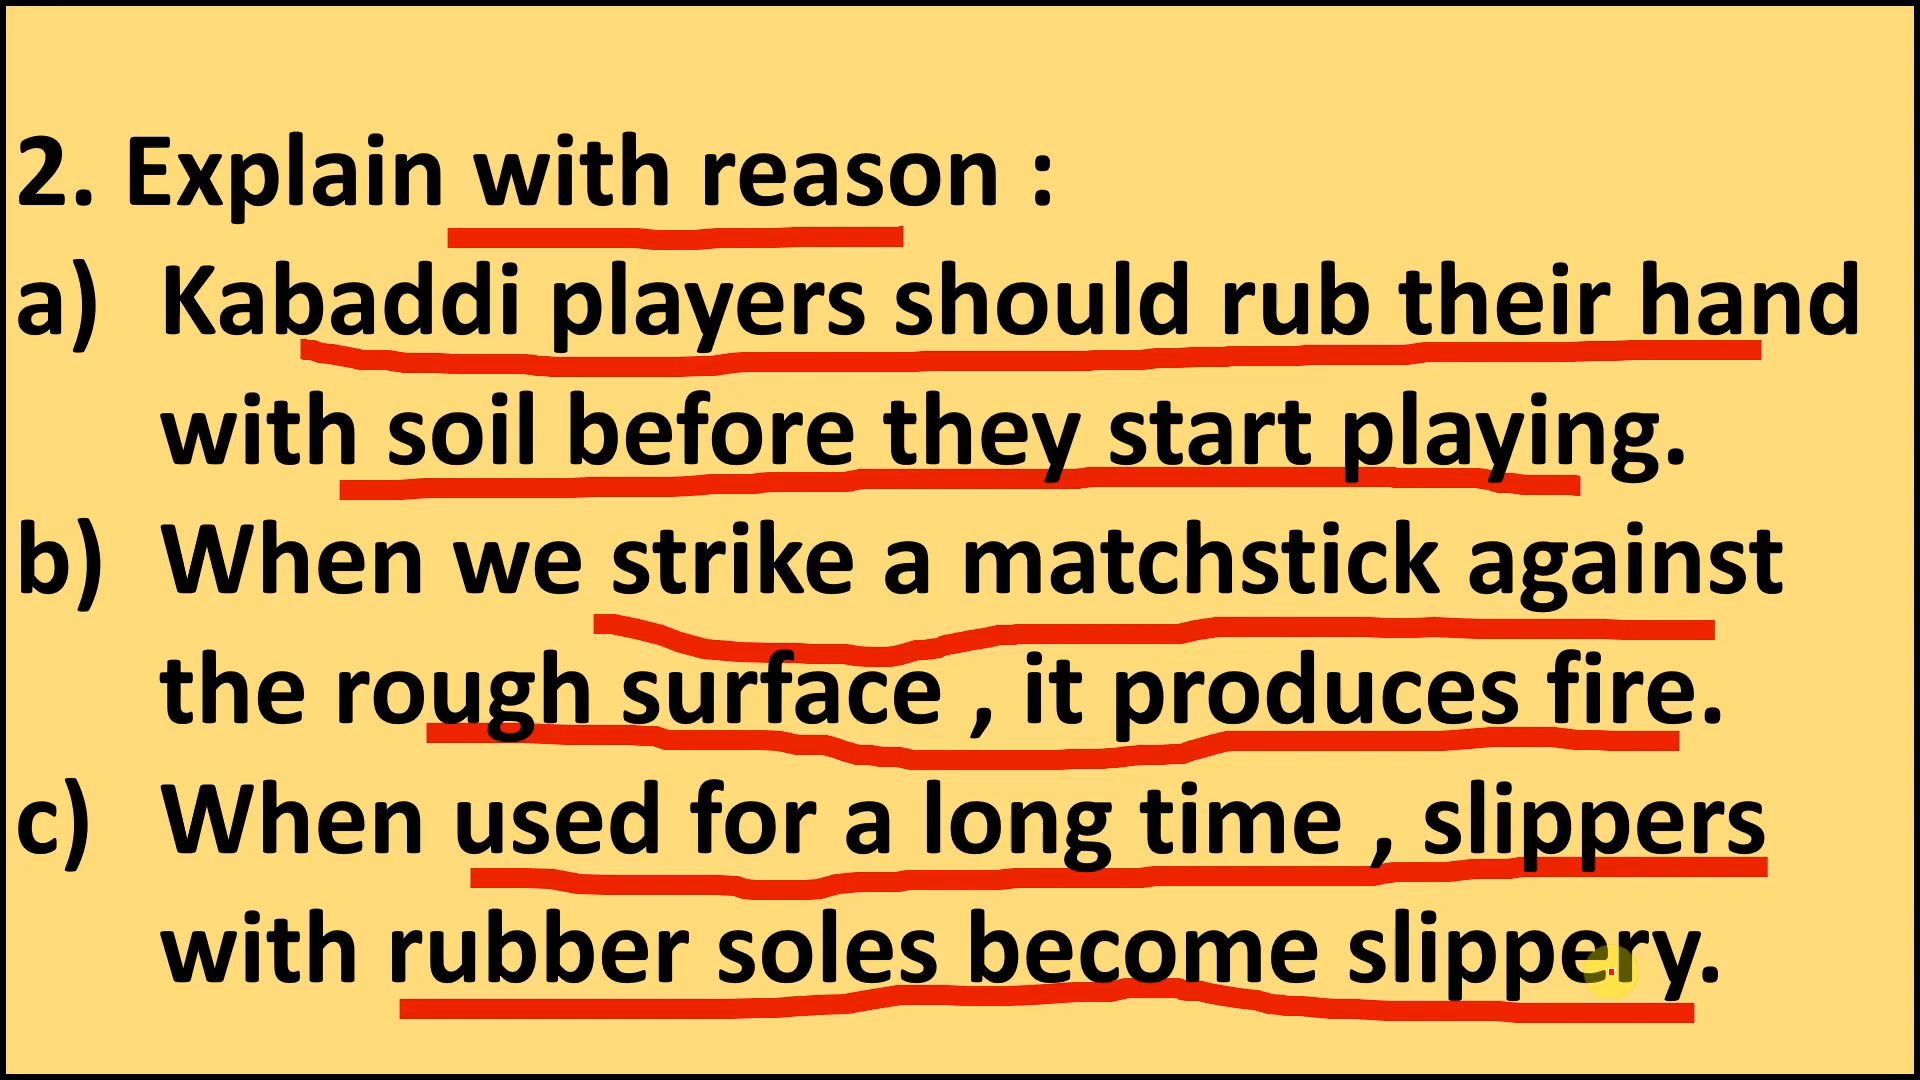 2. Explain with reason :
a) Kabaddi players should rub their hand
with soil before they start playing.
b) When we strike a matchstick against
the rough surface , it produces fire.
c) When used for a long time , slippers
with rubber soles become slippery.